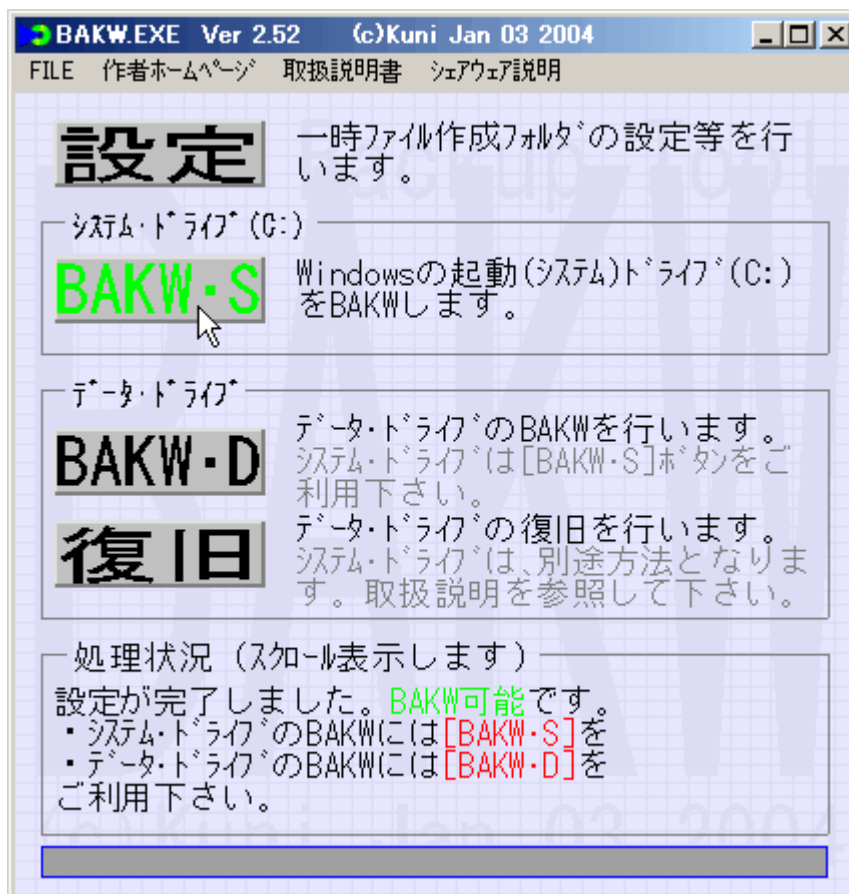 BAKW.EXE Ver 2.52 (c)Kuni Jan 03 2004
FILE 作者ﾎｰﾑﾍﾟｰｼﾞ 取扱説明書 ｼｪｱｳｪｱ説明
設定
一時ﾌｧｲﾙ作成ﾌｫﾙﾀﾞの設定等を行
います。
ｼｽﾃﾑ･ﾄﾞﾗｲﾌﾞ(C:)
BAKW･S
Windowsの起動(ｼｽﾃﾑ)ﾄﾞﾗｲﾌﾞ(C:)
をBAKWします。
ﾃﾞｰﾀ･ﾄﾞﾗｲﾌﾞ
BAKW･D
ﾃﾞｰﾀ･ﾄﾞﾗｲﾌﾞのBAKWを行います。
ｼｽﾃﾑ･ﾄﾞﾗｲﾌﾞは[BAKW･S]ﾎﾞﾀﾝをご
利用下さい。
復旧
ﾃﾞｰﾀ･ﾄﾞﾗｲﾌﾞの復旧を行います。
ｼｽﾃﾑ･ﾄﾞﾗｲﾌﾞは､別途方法となりま
す。取扱説明を参照して下さい。
処理状況（ｽｸﾛｰﾙ表示します）
設定が完了しました。BAKW可能です。
・ｼｽﾃﾑ･ﾄﾞﾗｲﾌﾞのBAKWには[BAKW･S]を
・ﾃﾞｰﾀ･ﾄﾞﾗｲﾌﾞのBAKWには[BAKW･D]を
ご利用下さい。
(c)Kuni Jan 03 2004